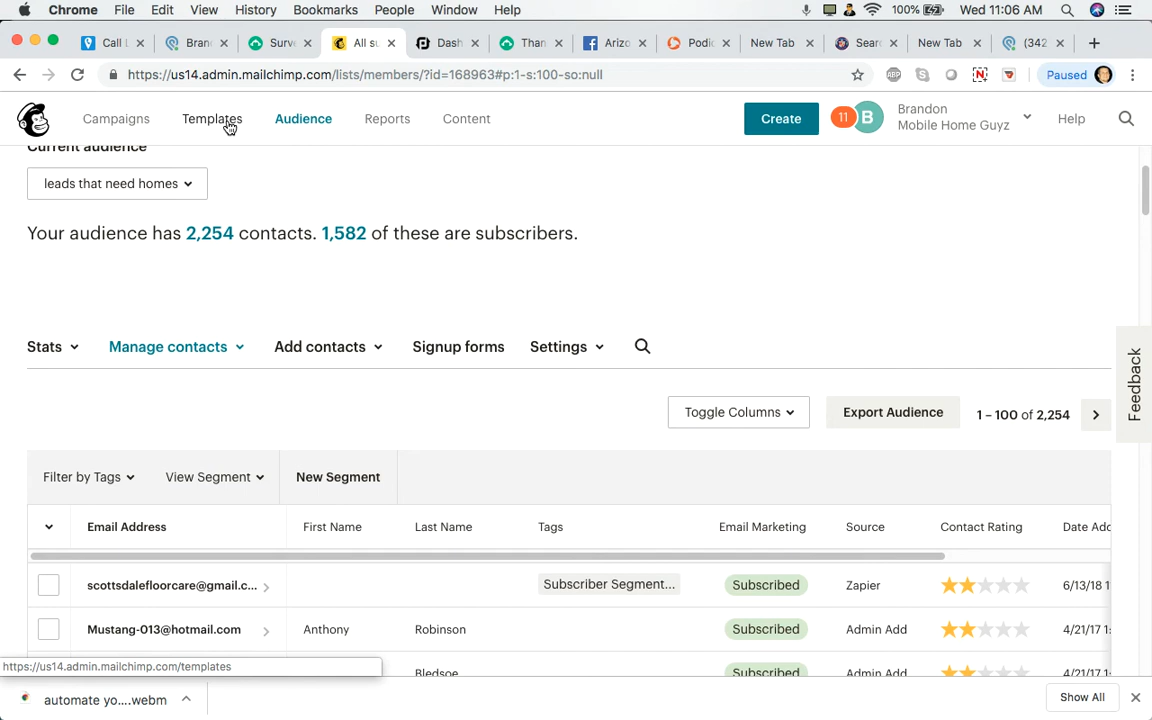 Chrome File Edit View History Bookmarks People Window Help 100% Wed 11:06 AM
Call L Bran Surve All su Dash Than Arizo Podio New Tab Sear New Tab (342
https://us14.admin.mailchimp.com/lists/members/?id=168963#p:1-s:100-so:null ABP N Paused
Campaigns Templates Audience Reports Content Create 11 B Brandon Help
Mobile Home Guyz
Current audience
leads that need homes
Your audience has 2,254 contacts. 1,582 of these are subscribers.
Stats Manage contacts Add contacts Signup forms Settings
Feedback
Toggle Columns Export Audience 1 – 100 of 2,254
Filter by Tags View Segment New Segment
Email Address First Name Last Name Tags Email Marketing Source Contact Rating Date Adc
scottsdalefloorcare@gmail.c... Subscriber Segment... Subscribed Zapier 6/13/18 1
Mustang-013@hotmail.com Anthony Robinson Subscribed Admin Add 4/21/17 1:
Bledsoe Subscribed Admin Add 4/21/17 1:
https://us14.admin.mailchimp.com/templates
automate yo....webm Show All